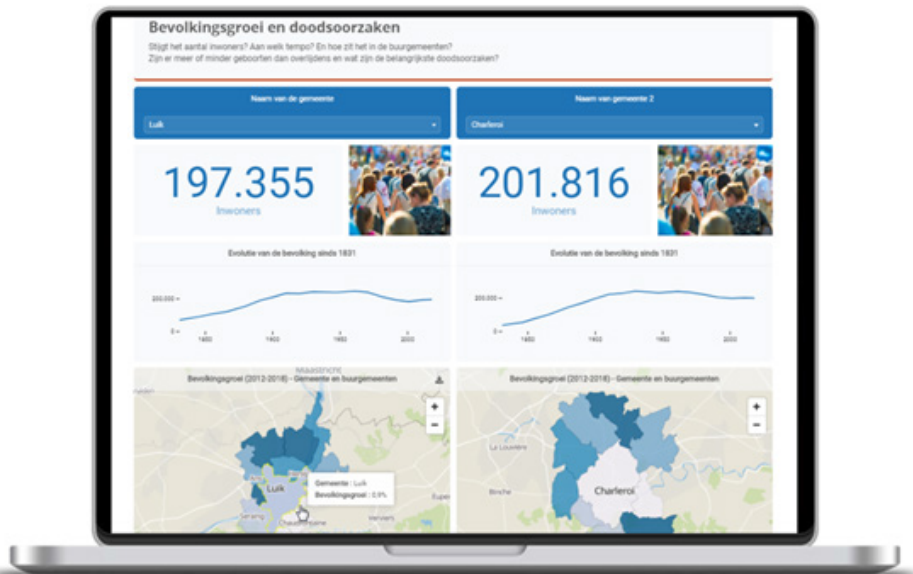 Bevolkingsgroei en doodsoorzaken
Stijgt het aantal inwoners? Aan welk tempo? En hoe zit het in de buurgemeenten?
Zijn er meer of minder geboorten dan overlijdens en wat zijn de belangrijkste doodsoorzaken?
Naam van de gemeente
Luik
Naam van gemeente 2
Charleroi
197.355
Inwoners
201.816
Inwoners
Evolutie van de bevolking sinds 1831
200.000
0
1850
1900
1950
2000
Evolutie van de bevolking sinds 1831
200.000
0
1850
1900
1950
2000
Maastricht
Bevolkingsgroei (2012-2018) - Gemeente en buurgemeenten
+
−
Luik
Gemeente : Luik
Bevolkingsgroei : 0,9%
Seraing
Chaudfontaine
Verviers
Eupen
Bevolkingsgroei (2012-2018) - Gemeente en buurgemeenten
+
−
La Louvière
Binche
Charleroi